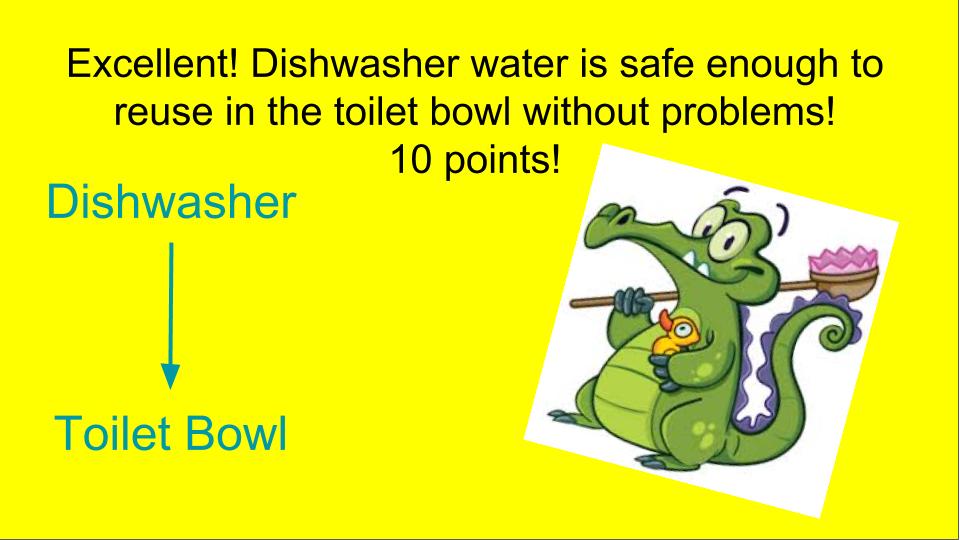 Excellent! Dishwasher water is safe enough to
reuse in the toilet bowl without problems!
10 points!
Dishwasher
Toilet Bowl